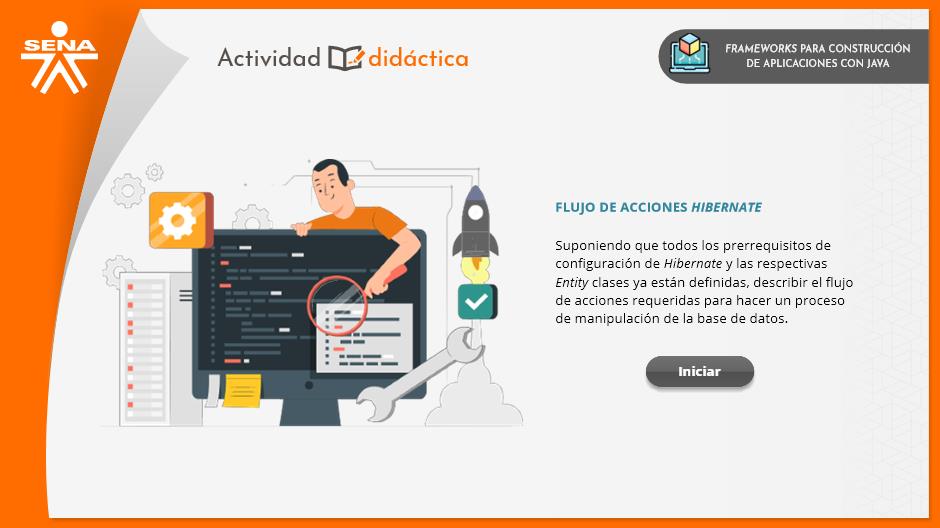 SENA
Actividad didáctica
FRAMEWORKS PARA CONSTRUCCIÓN
DE APLICACIONES CON JAVA
FLUJO DE ACCIONES HIBERNATE
Suponiendo que todos los prerrequisitos de
configuración de Hibernate y las respectivas
Entity clases ya están definidas, describir el flujo
de acciones requeridas para hacer un proceso
de manipulación de la base de datos.
Iniciar